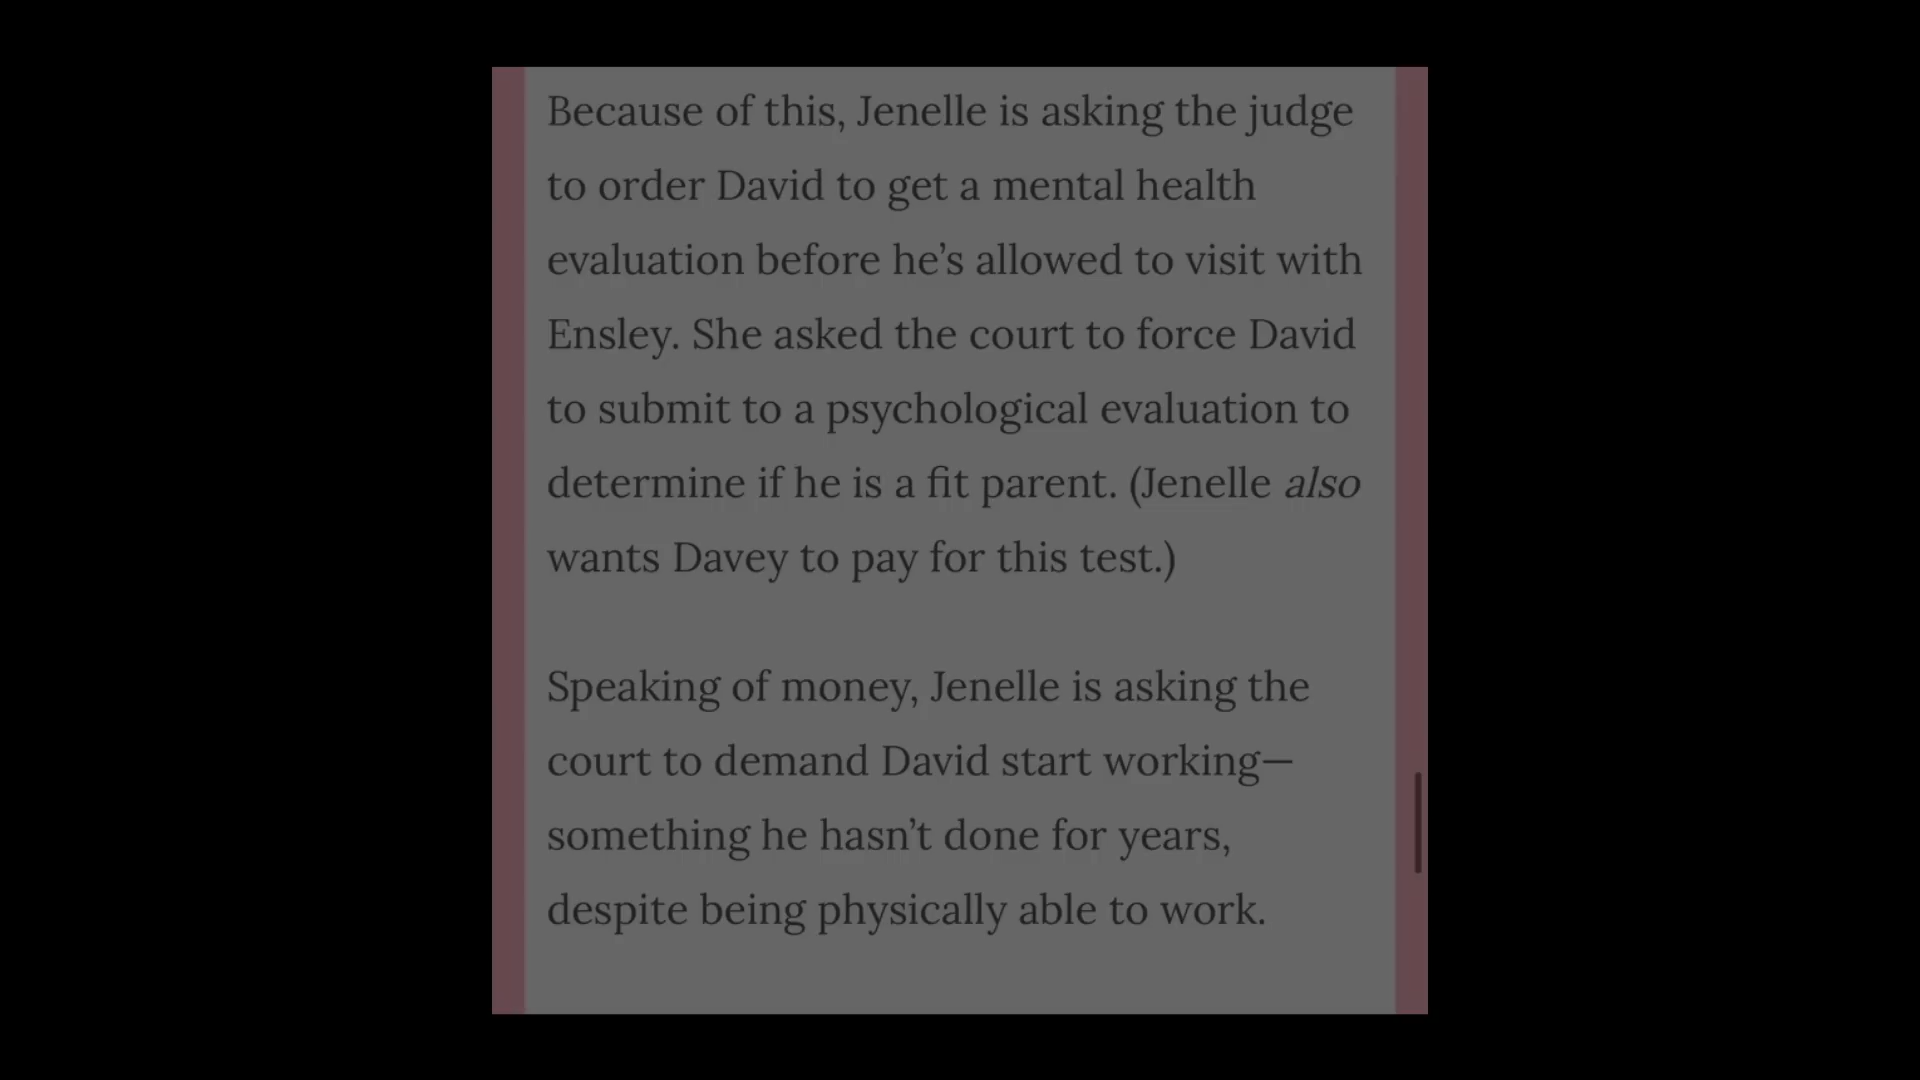 Because of this, Jenelle is asking the judge
to order David to get a mental health
evaluation before he’s allowed to visit with
Ensley. She asked the court to force David
to submit to a psychological evaluation to
determine if he is a fit parent. (Jenelle also
wants Davey to pay for this test.)
Speaking of money, Jenelle is asking the
court to demand David start working—
something he hasn’t done for years,
despite being physically able to work.